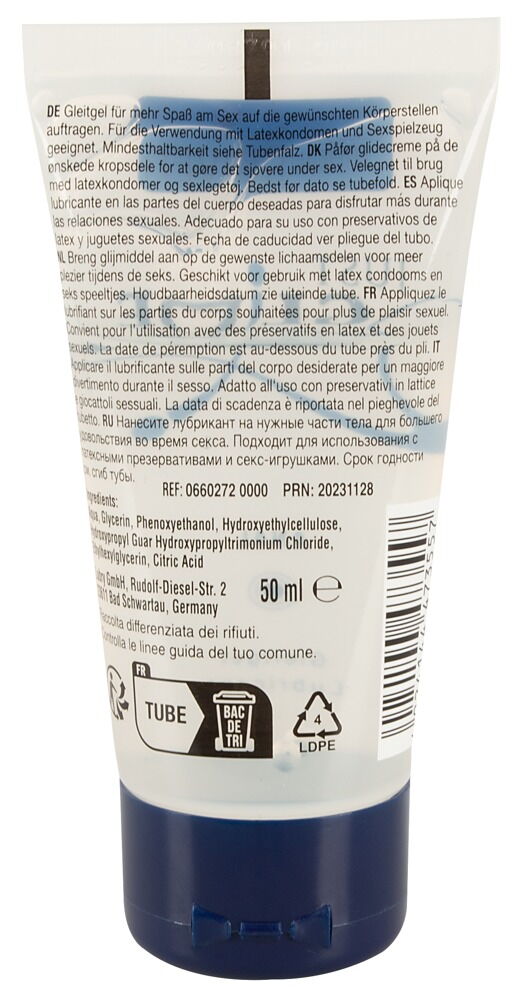 DE Gleitgel für mehr Spaß am Sex auf die gewünschten Körperstellen
auftragen. Für die Verwendung mit Latexkondomen und Sexspielzeug
geeignet. Mindesthaltbarkeit siehe Tubenfalz. DK Påfør glidecreme på de
ønskede kropsdele for at gøre det sjovere under sex. Velegnet til brug
med latexkondomer og sexlegetøj. Bedst før dato se tubefold. ES Aplique
lubricante en las partes del cuerpo deseadas para disfrutar más durante
las relaciones sexuales. Adecuado para su uso con preservativos de
latex y juguetes sexuales. Fecha de caducidad ver pliegue del tubo.
NL Breng glijmiddel aan op de gewenste lichaamsdelen voor meer
plezier tijdens de seks. Geschikt voor gebruik met latex condooms en
seks speeltjes. Houdbaarheidsdatum zie uiteinde tube. FR Appliquez le
lubrifiant sur les parties du corps souhaitées pour plus de plaisir sexuel.
Convient pour l'utilisation avec des préservatifs en latex et des jouets
sexuels. La date de péremption est au-dessous du tube près du pli. IT
Applicare il lubrificante sulle parti del corpo desiderate per un maggiore
divertimento durante il sesso. Adatto all'uso con preservativi in lattice
e giocattoli sessuali. La data di scadenza è riportata nel pieghevole del
tubetto. RU Нанесите лубрикант на нужные части тела для большего
удовольствия во время секса. Подходит для использования с
латексными презервативами и секс-игрушками. Срок годности
см. сгиб тубы.
REF: 0660272 0000 PRN: 20231128
Ingredients:
Aqua, Glycerin, Phenoxyethanol, Hydroxyethylcellulose,
Hydroxypropyl Guar Hydroxypropyltrimonium Chloride,
Ethylhexylglycerin, Citric Acid
GmbH, Rudolf-Diesel-Str. 2
Bad Schwartau, Germany
50 ml ℮
Raccolta differenziata dei rifiuti.
Controlla le linee guida del tuo comune.
FR
TUBE
BAC
DE
TRI
4
LDPE